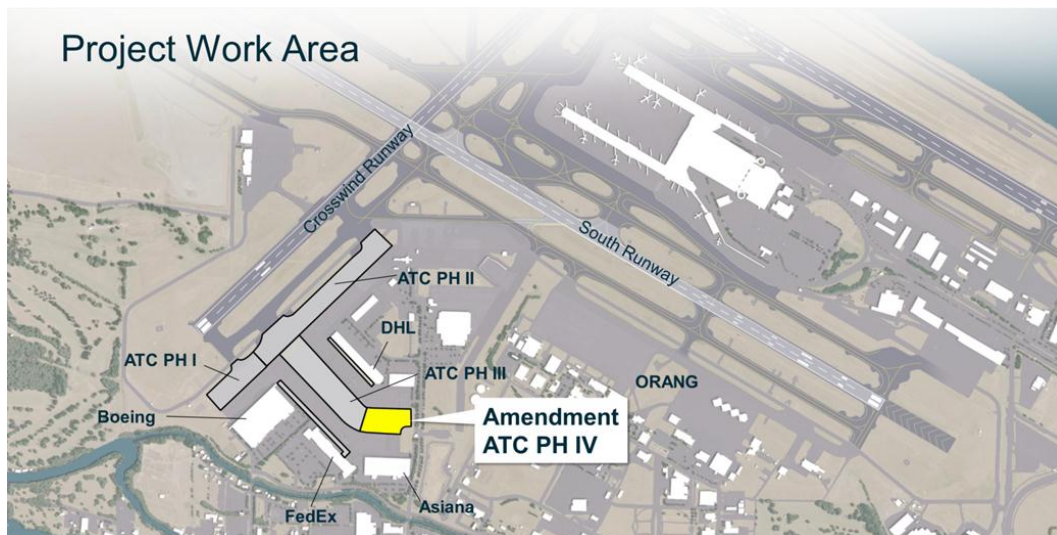 Project Work Area
Crosswind Runway
South Runway
ATC PH II
DHL
ATC PH I
ATC PH III
ORANG
Boeing
Amendment
ATC PH IV
Asiana
FedEx